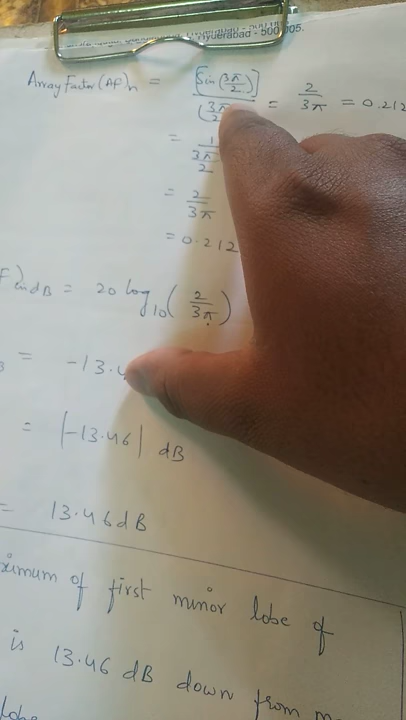 Hyderabad - 500 005.
Array Factor (AF)n = [Sin(3π/2)] / (3π/2) = 2/3π = 0.212
= 1 / 3π/2
= 2/3π
= 0.212
in dB = 20 log10 (2/3π)
= -13.4
= |-13.46| dB
= 13.46 dB
of first minor lobe of
is 13.46 dB down from